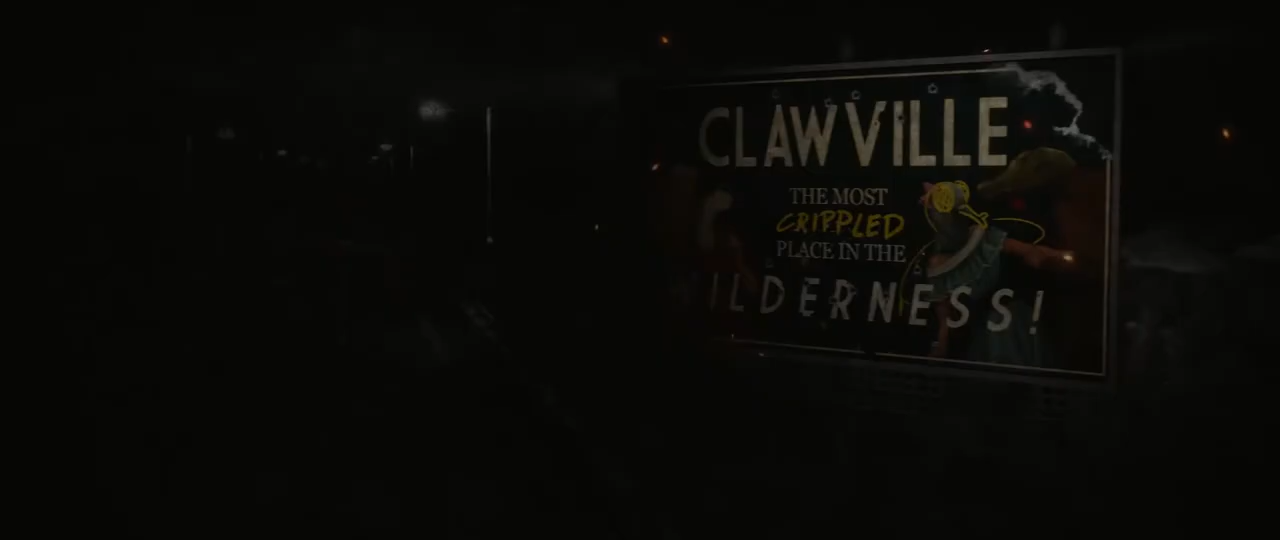 CLAWVILLE
THE MOST
CRIPPLED
PLACE IN THE
ILDERNESS!